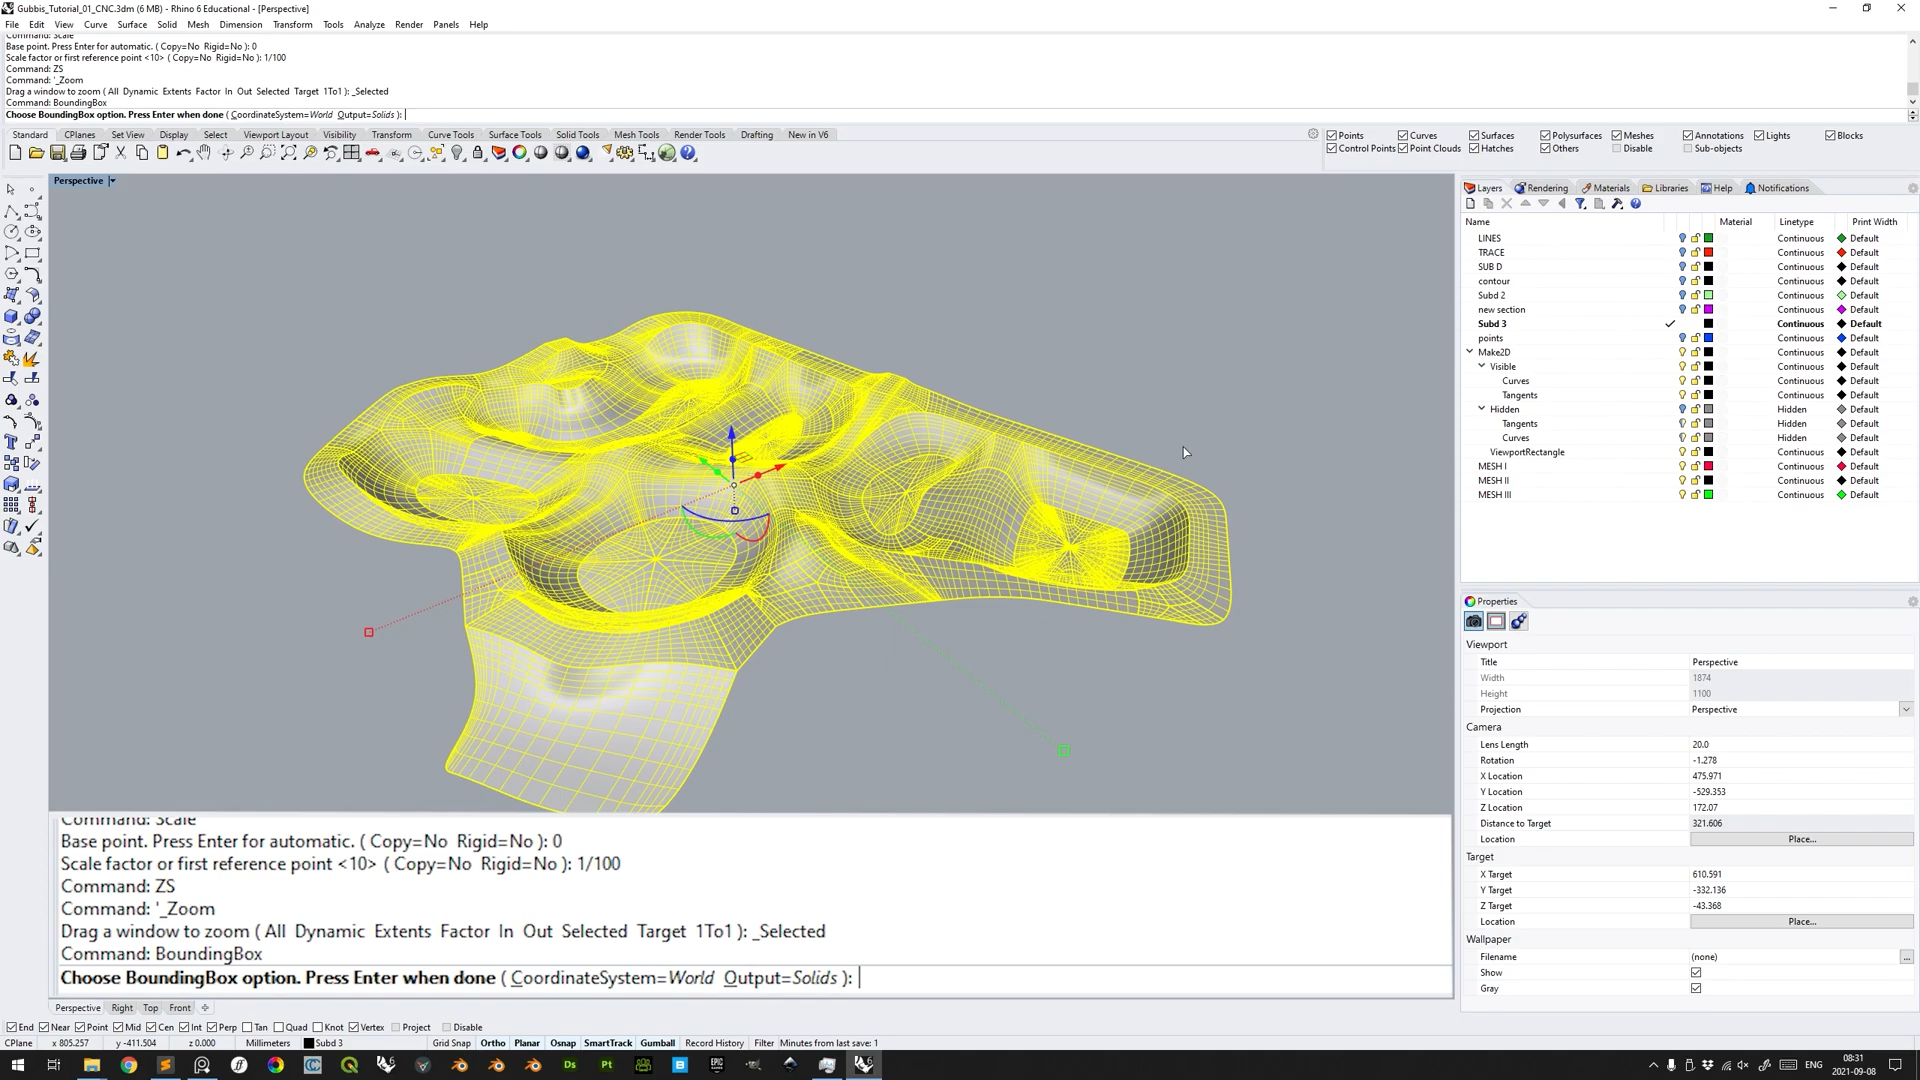 Gubbis_Tutorial_01_CNC.3dm (6 MB) - Rhino 6 Educational - [Perspective]
File Edit View Curve Surface Solid Mesh Dimension Transform Tools Analyze Render Panels Help
Command: Scale
Base point. Press Enter for automatic. ( Copy=No Rigid=No ): 0
Scale factor or first reference point <10> ( Copy=No Rigid=No ): 1/100
Command: ZS
Command: '_Zoom
Drag a window to zoom ( All Dynamic Extents Factor In Out Selected Target 1To1 ): _Selected
Command: BoundingBox
Choose BoundingBox option. Press Enter when done ( CoordinateSystem=World Output=Solids ):
Standard CPlanes Set View Display Select Viewport Layout Visibility Transform Curve Tools Surface Tools Solid Tools Mesh Tools Render Tools Drafting New in V6
Points Curves Surfaces Polysurfaces Meshes Annotations Lights Blocks
Control Points Point Clouds Hatches Others Disable Sub-objects
Perspective
Layers Rendering Materials Libraries Help Notifications
Name Material Linetype Print Width
LINES Continuous Default
TRACE Continuous Default
SUB D Continuous Default
contour Continuous Default
Subd 2 Continuous Default
new section Continuous Default
Subd 3 Continuous Default
points Continuous Default
Make2D Continuous Default
Visible Continuous Default
Curves Continuous Default
Tangents Continuous Default
Hidden Hidden Default
Tangents Hidden Default
Curves Hidden Default
ViewportRectangle Continuous Default
MESH I Continuous Default
MESH II Continuous Default
MESH III Continuous Default
Properties
Viewport
Title Perspective
Width 1874
Height 1100
Projection Perspective
Camera
Lens Length 20.0
Rotation -1.278
X Location 475.971
Y Location -529.353
Z Location 172.07
Distance to Target 321.606
Location Place...
Target
X Target 610.591
Y Target -332.136
Z Target -43.368
Location Place...
Wallpaper
Filename (none) ...
Show
Gray
Command: Scale
Base point. Press Enter for automatic. ( Copy=No Rigid=No ): 0
Scale factor or first reference point <10> ( Copy=No Rigid=No ): 1/100
Command: ZS
Command: '_Zoom
Drag a window to zoom ( All Dynamic Extents Factor In Out Selected Target 1To1 ): _Selected
Command: BoundingBox
Choose BoundingBox option. Press Enter when done ( CoordinateSystem=World Output=Solids ):
Perspective Right Top Front
End Near Point Mid Cen Int Perp Tan Quad Knot Vertex Project Disable
CPlane x 805.257 y -411.504 z 0.000 Millimeters Subd 3 Grid Snap Ortho Planar Osnap SmartTrack Gumball Record History Filter Minutes from last save: 1
Ds Pt B EPIC ENG 08:31
2021-09-08